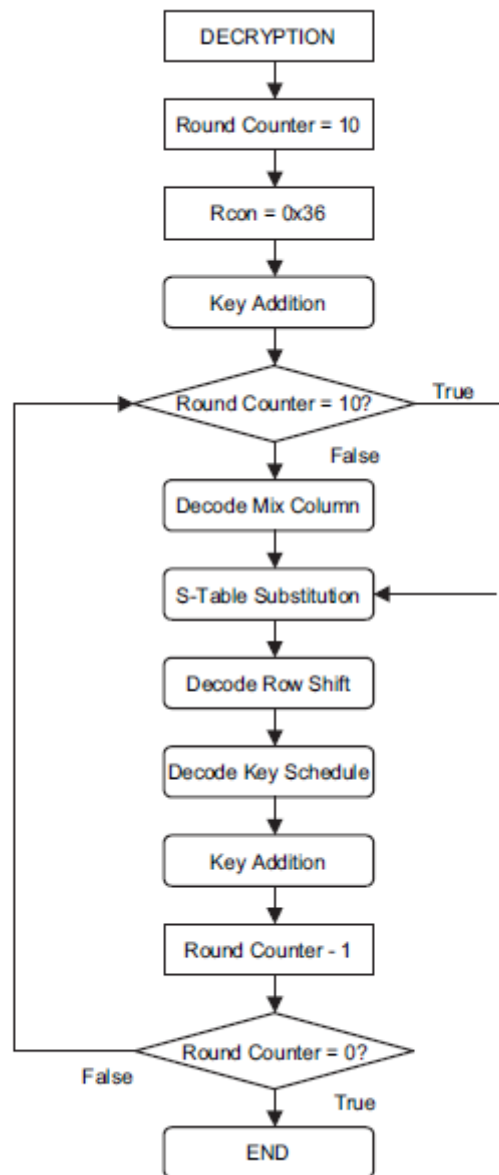 DECRYPTION
Round Counter = 10
Rcon = 0x36
Key Addition
Round Counter = 10?
True
False
Decode Mix Column
S-Table Substitution
Decode Row Shift
Decode Key Schedule
Key Addition
Round Counter - 1
Round Counter = 0?
False
True
END